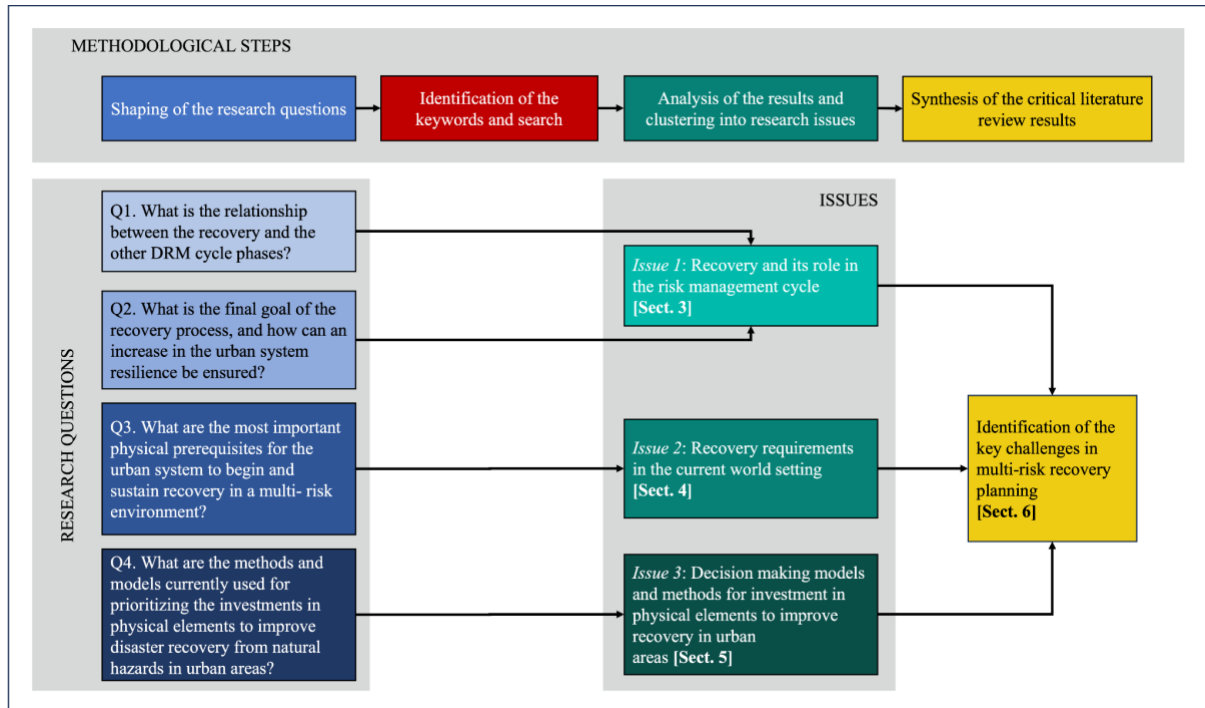 METHODOLOGICAL STEPS
Shaping of the research questions
Identification of the
keywords and search
Analysis of the results and
clustering into research issues
Synthesis of the critical literature
review results
RESEARCH QUESTIONS
Q1. What is the relationship
between the recovery and the
other DRM cycle phases?
Q2. What is the final goal of the
recovery process, and how can an
increase in the urban system
resilience be ensured?
Q3. What are the most important
physical prerequisites for the
urban system to begin and
sustain recovery in a multi- risk
environment?
Q4. What are the methods and
models currently used for
prioritizing the investments in
physical elements to improve
disaster recovery from natural
hazards in urban areas?
ISSUES
Issue 1: Recovery and its role in
the risk management cycle
[Sect. 3]
Issue 2: Recovery requirements
in the current world setting
[Sect. 4]
Issue 3: Decision making models
and methods for investment in
physical elements to improve
recovery in urban
areas [Sect. 5]
Identification of the
key challenges in
multi-risk recovery
planning
[Sect. 6]